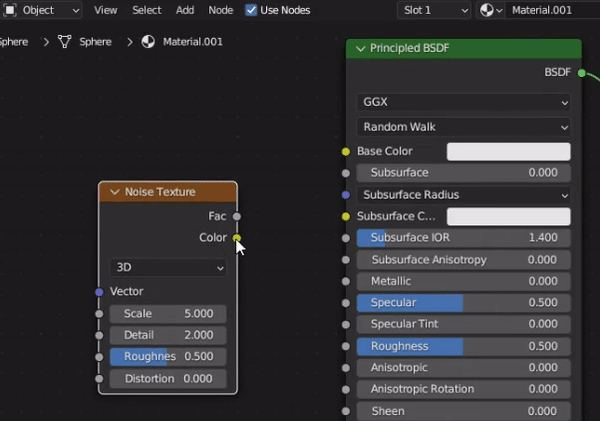 Object View Select Add Node Use Nodes Slot 1 Material.001
Sphere > Sphere > Material.001
Principled BSDF
BSDF
GGX
Random Walk
Base Color
Subsurface 0.000
Subsurface Radius
Subsurface C...
Subsurface IOR 1.400
Subsurface Anisotropy 0.000
Metallic 0.000
Specular 0.500
Specular Tint 0.000
Roughness 0.500
Anisotropic 0.000
Anisotropic Rotation 0.000
Sheen 0.000
Noise Texture
Fac
Color
3D
Vector
Scale 5.000
Detail 2.000
Roughnes 0.500
Distortion 0.000